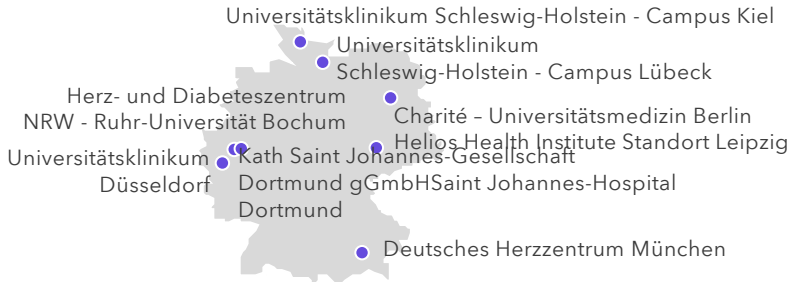 Universitätsklinikum Schleswig-Holstein - Campus Kiel
Universitätsklinikum
Schleswig-Holstein - Campus Lübeck
Herz- und Diabeteszentrum
NRW - Ruhr-Universität Bochum
Charité – Universitätsmedizin Berlin
Helios Health Institute Standort Leipzig
Universitätsklinikum
Düsseldorf
Kath Saint Johannes-Gesellschaft
Dortmund gGmbHSaint Johannes-Hospital
Dortmund
Deutsches Herzzentrum München